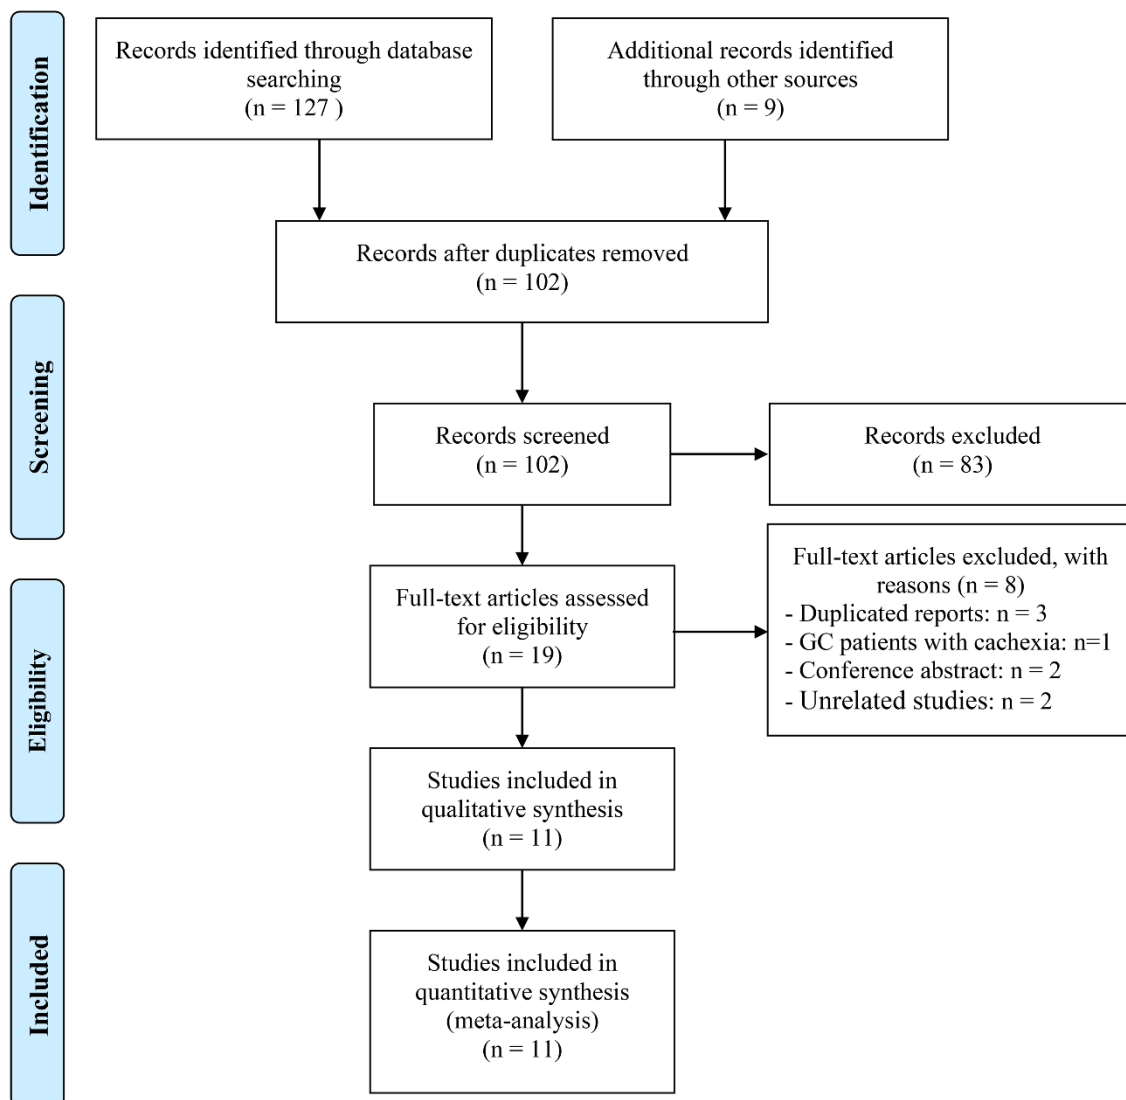 Identification
Records identified through database
searching
(n = 127 )
Additional records identified
through other sources
(n = 9)
Records after duplicates removed
(n = 102)
Screening
Records screened
(n = 102)
Records excluded
(n = 83)
Eligibility
Full-text articles assessed
for eligibility
(n = 19)
Full-text articles excluded, with
reasons (n = 8)
- Duplicated reports: n = 3
- GC patients with cachexia: n=1
- Conference abstract: n = 2
- Unrelated studies: n = 2
Studies included in
qualitative synthesis
(n = 11)
Included
Studies included in
quantitative synthesis
(meta-analysis)
(n = 11)